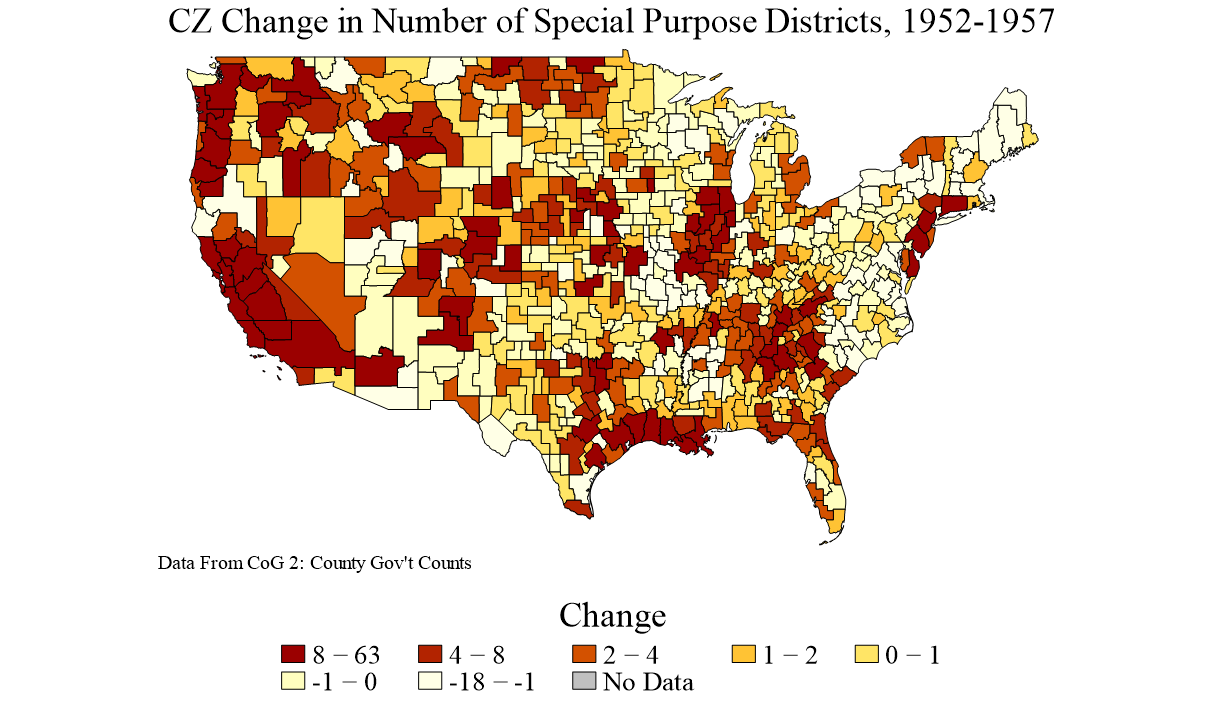 CZ Change in Number of Special Purpose Districts, 1952-1957
Data From CoG 2: County Gov't Counts
Change
8 − 63 4 − 8 2 − 4 1 − 2 0 − 1
-1 − 0 -18 − -1 No Data